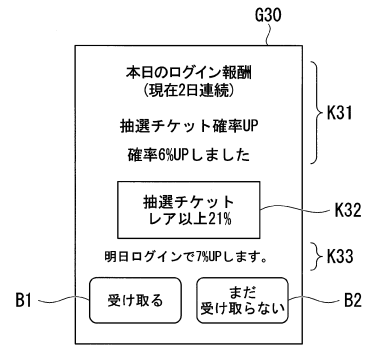 G30
本日のログイン報酬
(現在2日連続)
抽選チケット確率UP
確率6%UPしました
K31
抽選チケット
レア以上21%
K32
明日ログインで7%UPします。
K33
B1
受け取る
まだ
受け取らない
B2